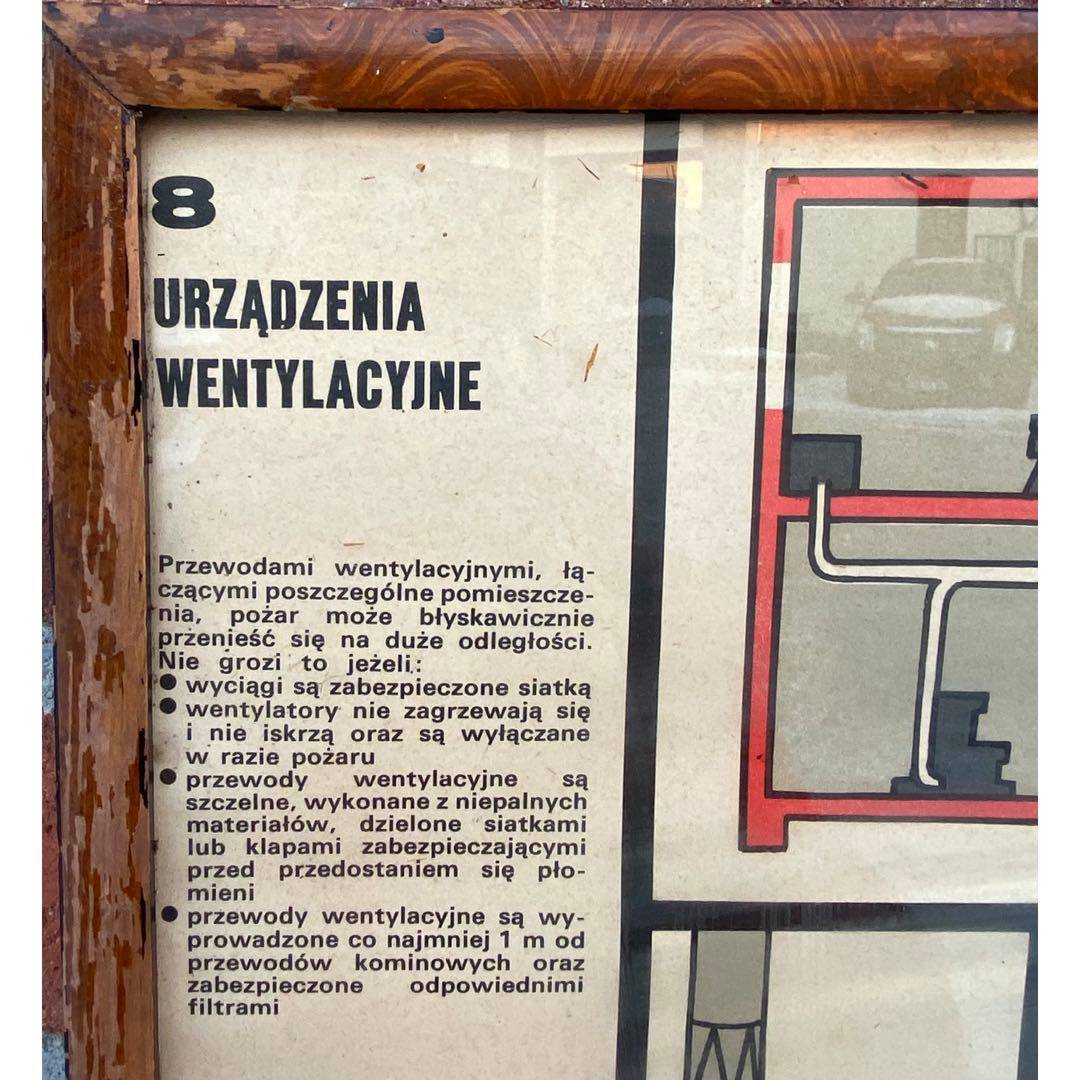 8
URZĄDZENIA
WENTYLACYJNE
Przewodami wentylacyjnymi, łą-
czącymi poszczególne pomieszcze-
nia, pożar może błyskawicznie
przenieść się na duże odległości.
Nie grozi to jeżeli:
● wyciągi są zabezpieczone siatką
● wentylatory nie zagrzewają się
i nie iskrzą oraz są wyłączane
w razie pożaru
● przewody wentylacyjne są
szczelne, wykonane z niepalnych
materiałów, dzielone siatkami
lub klapami zabezpieczającymi
przed przedostaniem się pło-
mieni
● przewody wentylacyjne są wy-
prowadzone co najmniej 1 m od
przewodów kominowych oraz
zabezpieczone odpowiednimi
filtrami